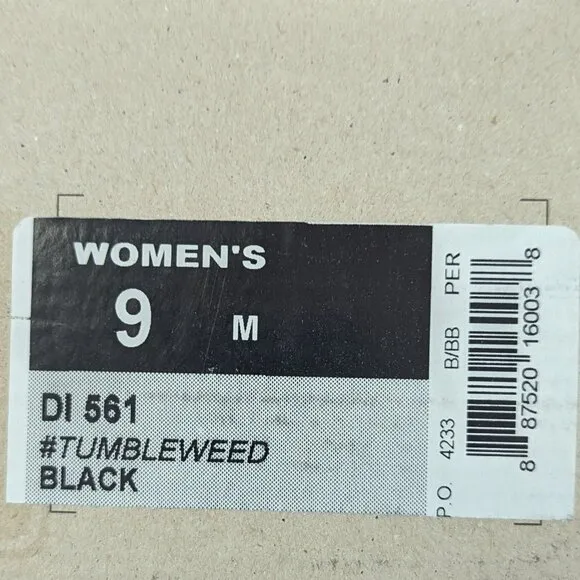 WOMEN'S
9 M
DI 561
#TUMBLEWEED
BLACK
P.O. 4233 B/BB PER
8 87520 16003 8